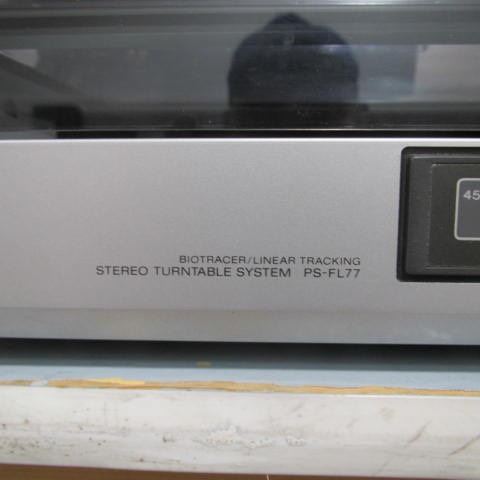 BIOTRACER/LINEAR TRACKING
STEREO TURNTABLE SYSTEM PS-FL77
45